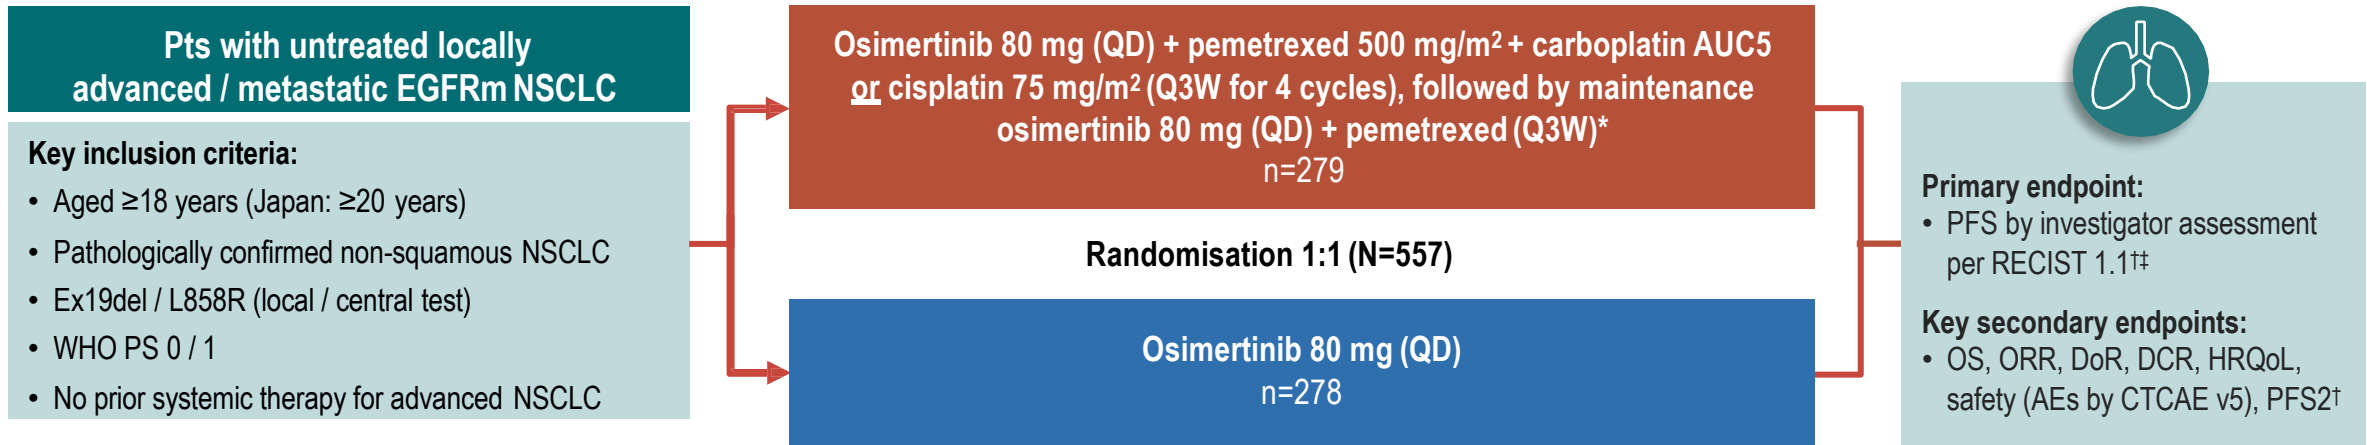 Pts with untreated locally
advanced / metastatic EGFRm NSCLC
Key inclusion criteria:
• Aged ≥18 years (Japan: ≥20 years)
• Pathologically confirmed non-squamous NSCLC
• Ex19del / L858R (local / central test)
• WHO PS 0 / 1
• No prior systemic therapy for advanced NSCLC
Osimertinib 80 mg (QD) + pemetrexed 500 mg/m² + carboplatin AUC5
or cisplatin 75 mg/m² (Q3W for 4 cycles), followed by maintenance
osimertinib 80 mg (QD) + pemetrexed (Q3W)*
n=279
Randomisation 1:1 (N=557)
Osimertinib 80 mg (QD)
n=278
Primary endpoint:
• PFS by investigator assessment
per RECIST 1.1†‡
Key secondary endpoints:
• OS, ORR, DoR, DCR, HRQoL,
safety (AEs by CTCAE v5), PFS2†